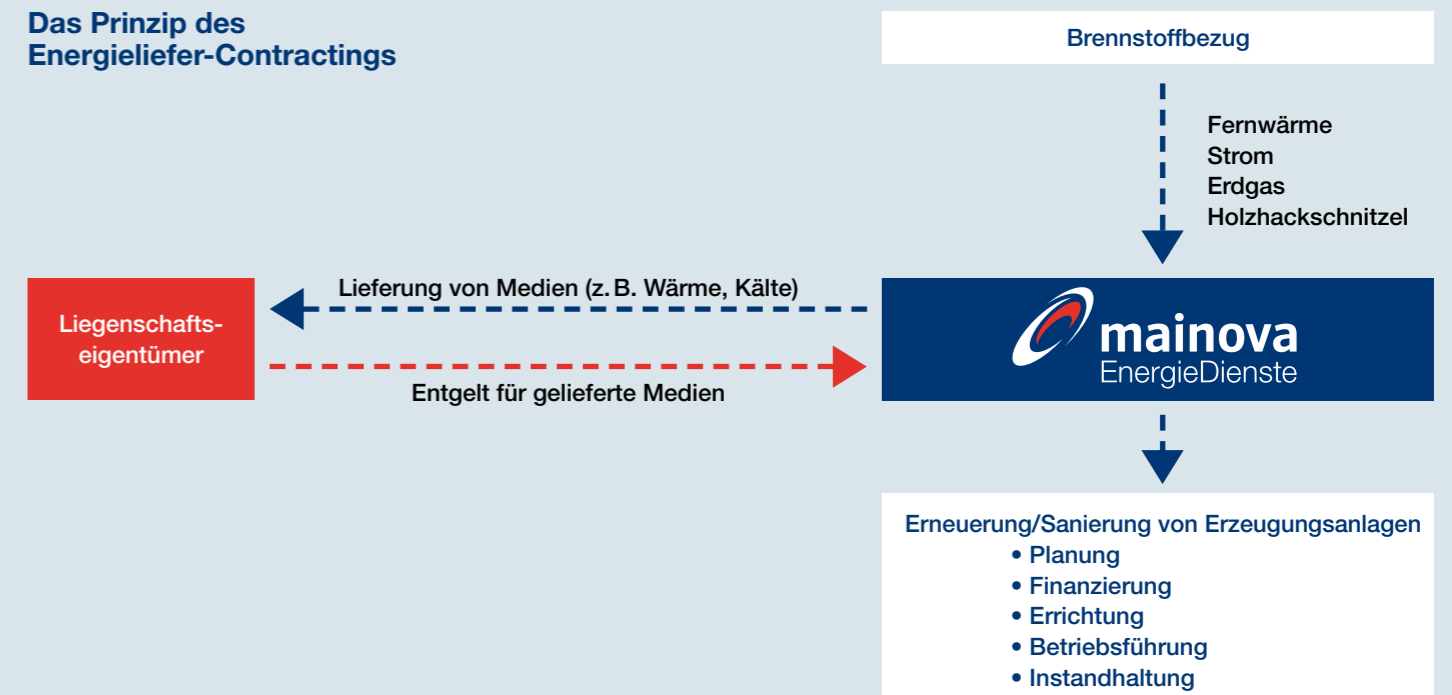 Das Prinzip des
Energieliefer-Contractings
Brennstoffbezug
Fernwärme
Strom
Erdgas
Holzhackschnitzel
Lieferung von Medien (z. B. Wärme, Kälte)
Liegenschafts-
eigentümer
Entgelt für gelieferte Medien
mainova
EnergieDienste
Erneuerung/Sanierung von Erzeugungsanlagen
• Planung
• Finanzierung
• Errichtung
• Betriebsführung
• Instandhaltung